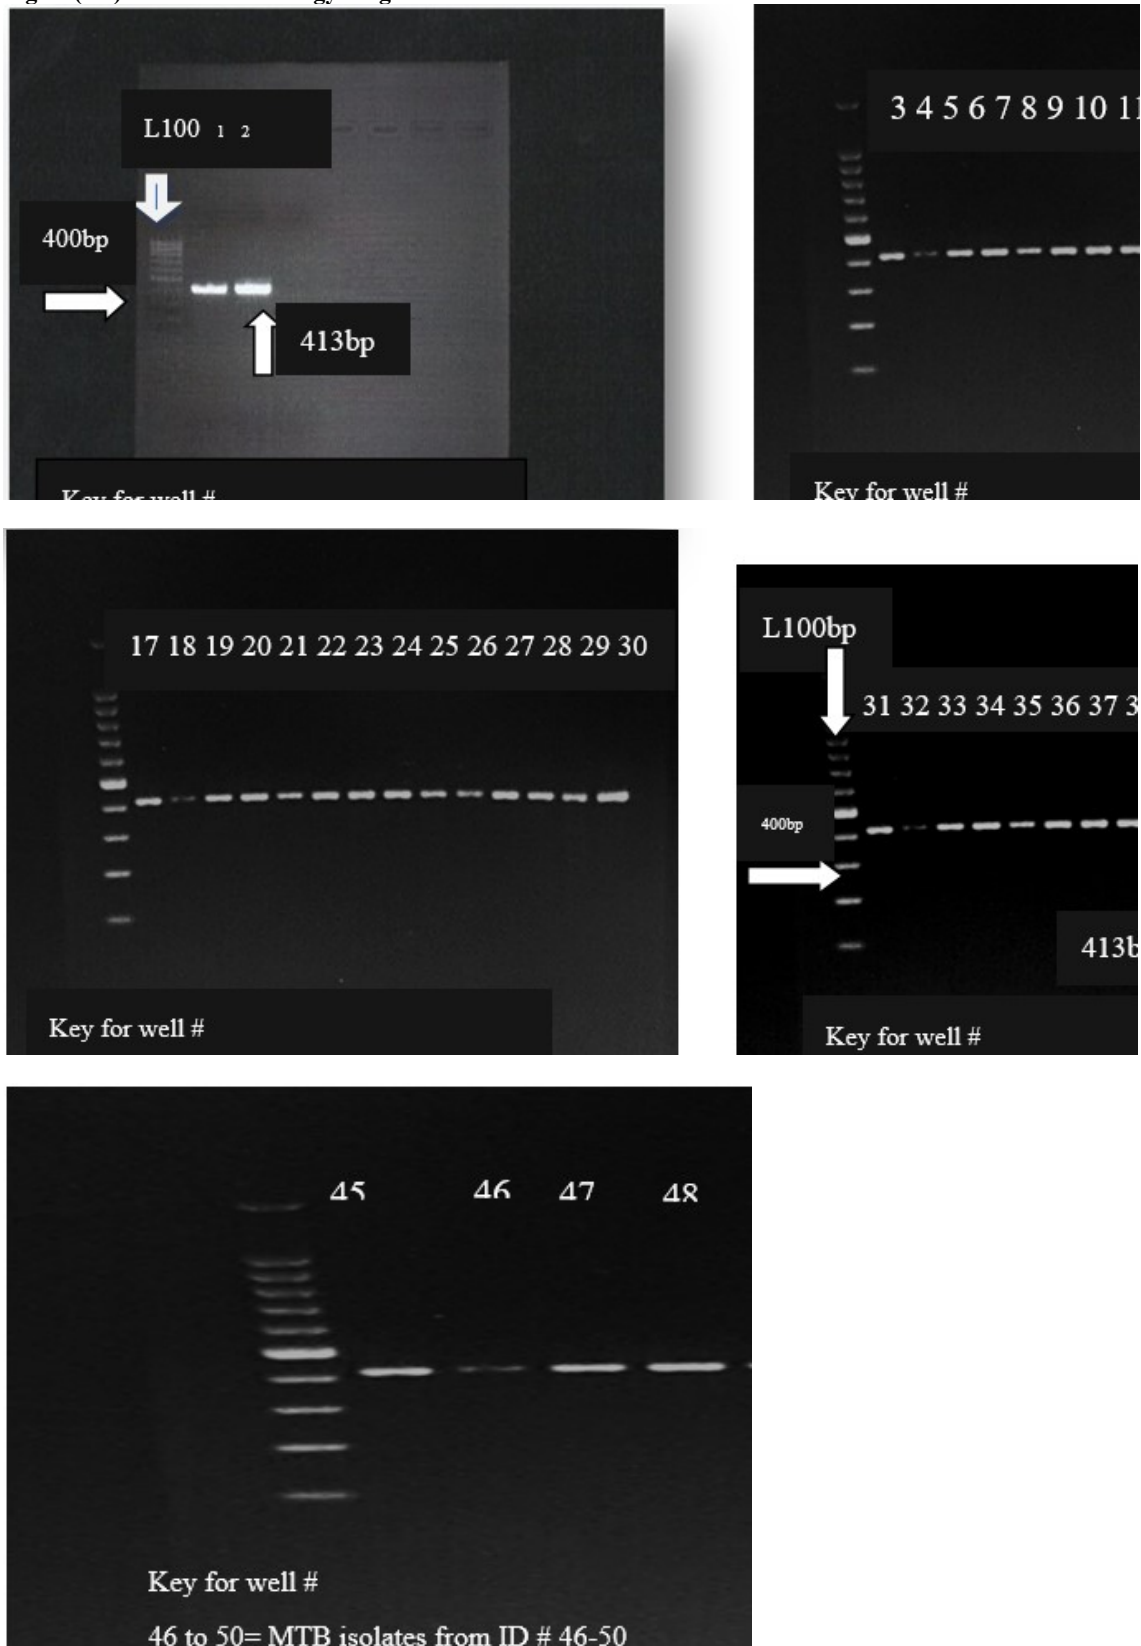 L100 1 2
400bp
413bp
Key for well #
3 4 5 6 7 8 9 10 11
Key for well #
17 18 19 20 21 22 23 24 25 26 27 28 29 30
Key for well #
L100bp
31 32 33 34 35 36 37 3
400bp
413b
Key for well #
45 46 47 48
Key for well #
46 to 50= MTB isolates from ID # 46-50